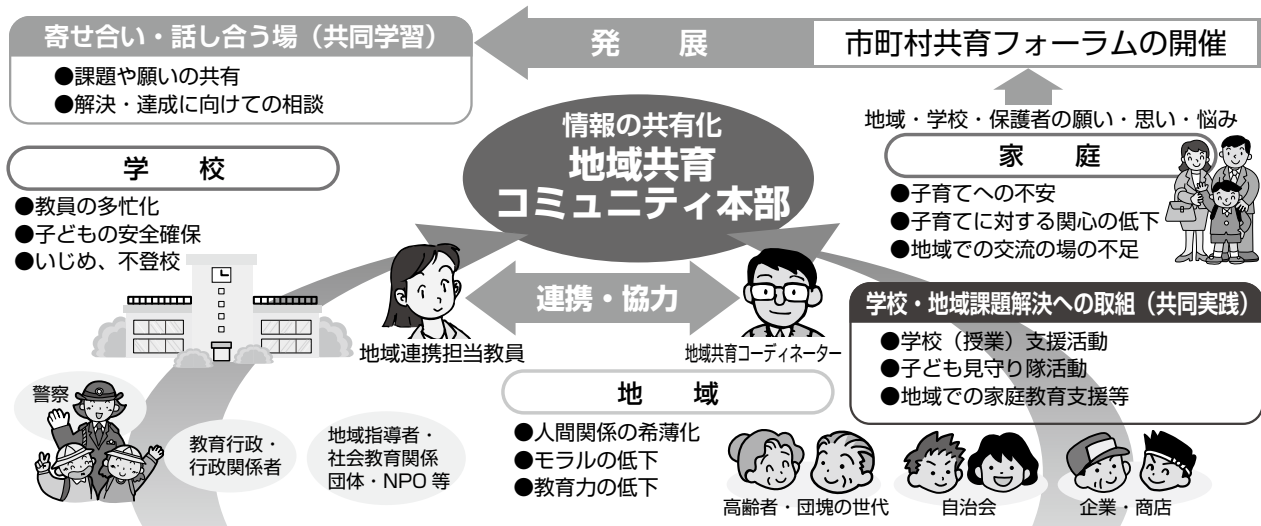 寄せ合い・話し合う場（共同学習）
●課題や願いの共有
●解決・達成に向けての相談
発　展
市町村共育フォーラムの開催
地域・学校・保護者の願い・思い・悩み
情報の共有化
地域共育
コミュニティ本部
学　校
●教員の多忙化
●子どもの安全確保
●いじめ、不登校
家　庭
●子育てへの不安
●子育てに対する関心の低下
●地域での交流の場の不足
連携・協力
地域連携担当教員
地域共育コーディネーター
学校・地域課題解決への取組（共同実践）
●学校（授業）支援活動
●子ども見守り隊活動
●地域での家庭教育支援等
地　域
●人間関係の希薄化
●モラルの低下
●教育力の低下
警察
教育行政・
行政関係者
地域指導者・
社会教育関係
団体・NPO 等
高齢者・団塊の世代
自治会
企業・商店